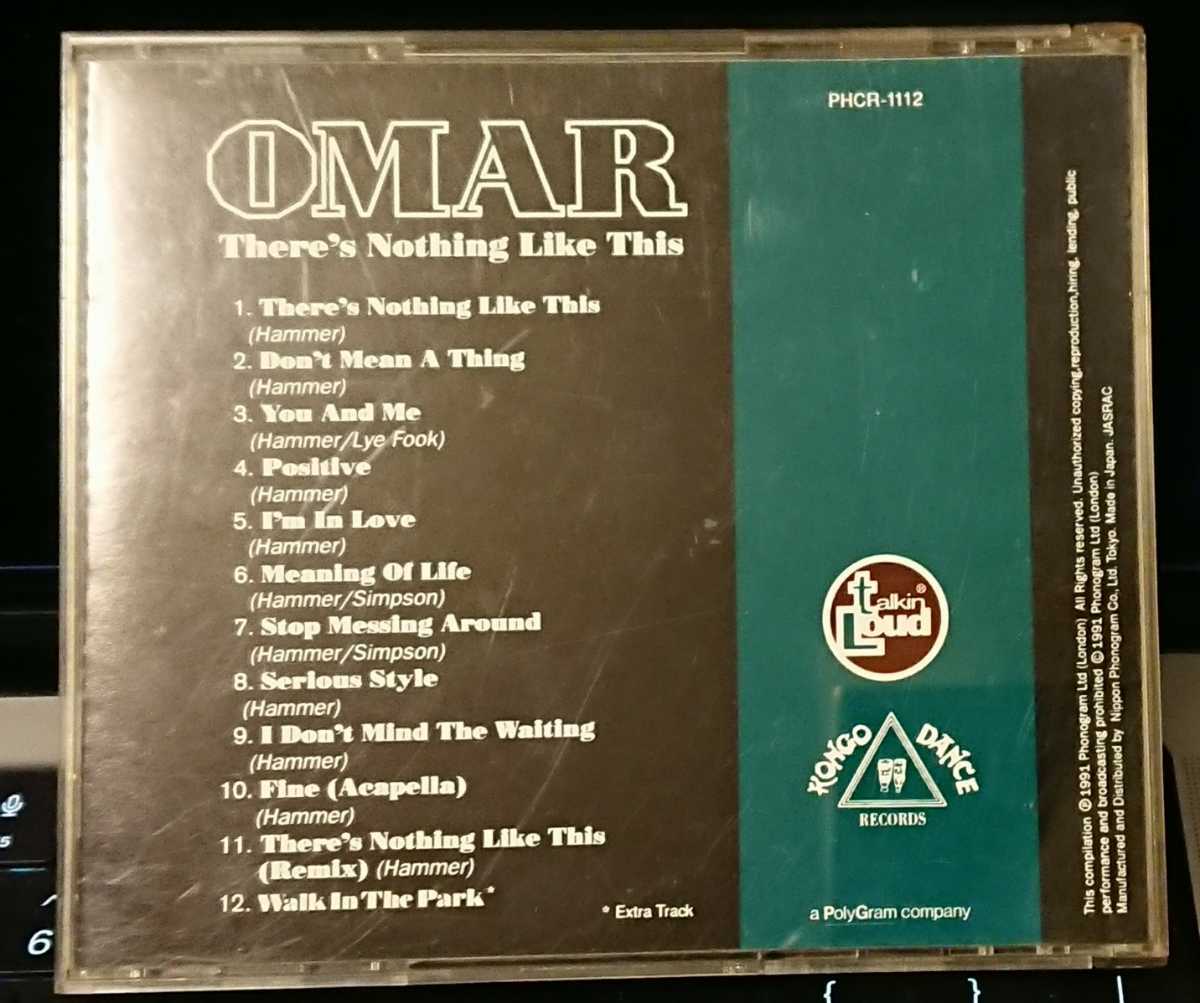 OMAR
There's Nothing Like This
1. There's Nothing Like This
(Hammer)
2. Don't Mean A Thing
(Hammer)
3. You And Me
(Hammer/Lye Fook)
4. Positive
(Hammer)
5. I'm In Love
(Hammer)
6. Meaning Of Life
(Hammer/Simpson)
7. Stop Messing Around
(Hammer/Simpson)
8. Serious Style
(Hammer)
9. I Don't Mind The Waiting
(Hammer)
10. Fine (Acapella)
(Hammer)
11. There's Nothing Like This
(Remix) (Hammer)
12. Walk In The Park*
* Extra Track
PHCR-1112
talkin®
Loud
KONGO DANCE
RECORDS
a PolyGram company
This compilation ℗1991 Phonogram Ltd (London) All Rights reserved. Unauthorized copying,reproduction,hiring, lending, public
performance and broadcasting prohibited ©1991 Phonogram Ltd (London)
Manufactured and Distributed by Nippon Phonogram Co., Ltd. Tokyo. Made in Japan. JASRAC
5
^
6
{ }